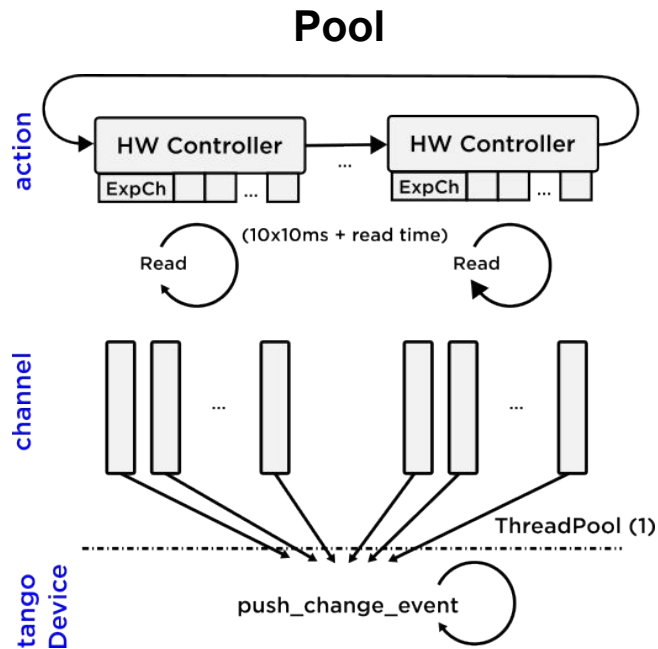 Pool
action
HW Controller
HW Controller
...
ExpCh
...
ExpCh
...
(10x10ms + read time)
Read
Read
channel
...
...
ThreadPool (1)
tango
Device
push_change_event